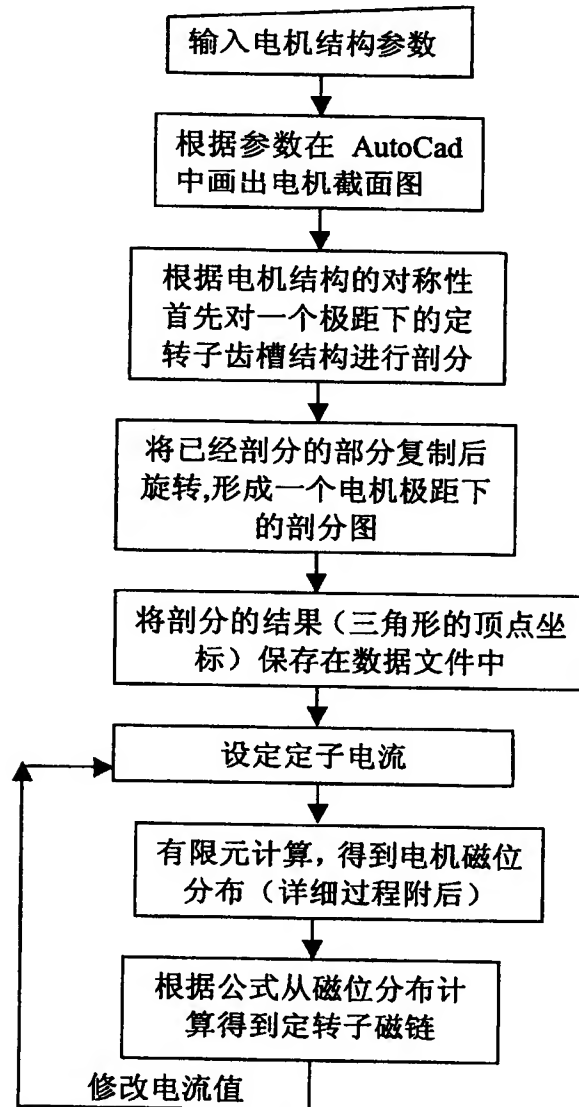 输入电机结构参数
根据参数在 AutoCad
中画出电机截面图
根据电机结构的对称性
首先对一个极距下的定
转子齿槽结构进行剖分
将已经剖分的部分复制后
旋转,形成一个电机极距下
的剖分图
将剖分的结果（三角形的顶点坐
标）保存在数据文件中
设定定子电流
有限元计算，得到电机磁位
分布（详细过程附后）
根据公式从磁位分布计
算得到定转子磁链
修改电流值